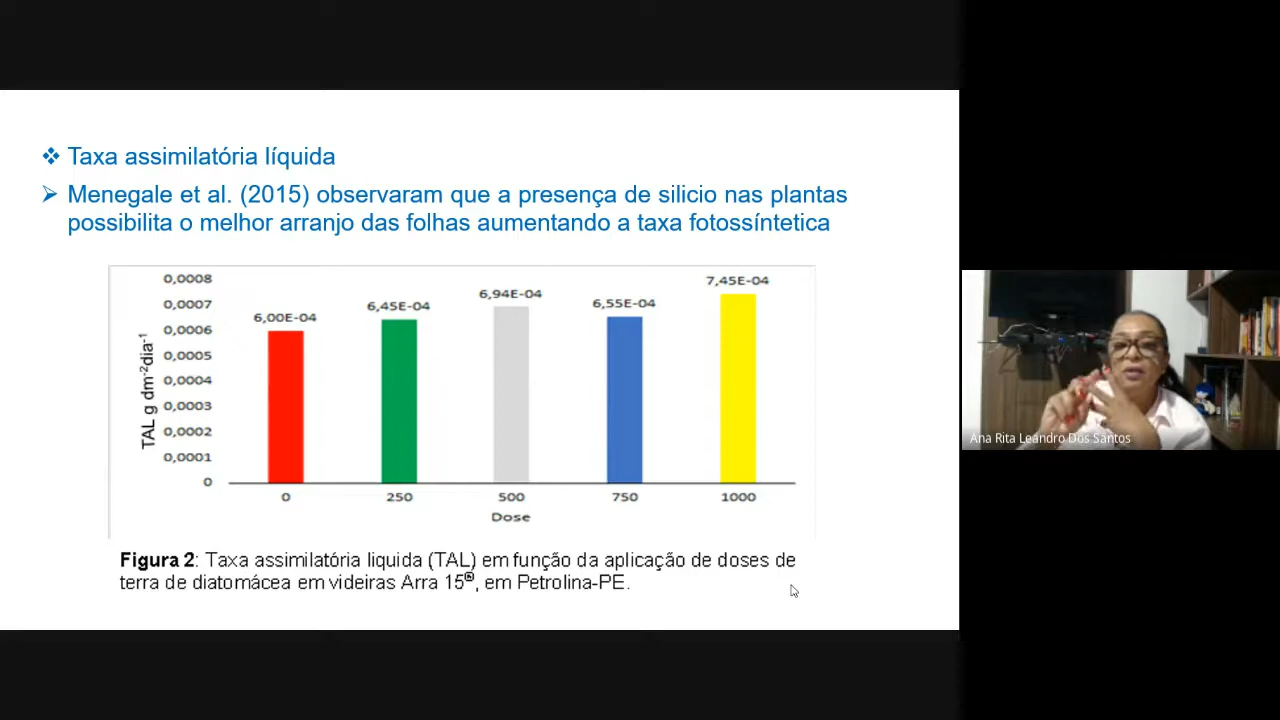 ❖ Taxa assimilatória líquida
➢ Menegale et al. (2015) observaram que a presença de silicio nas plantas
possibilita o melhor arranjo das folhas aumentando a taxa fotossíntetica
TAL g dm-²dia-¹
0,0008
0,0007
0,0006
0,0005
0,0004
0,0003
0,0002
0,0001
0
6,00E-04
6,45E-04
6,94E-04
6,55E-04
7,45E-04
0 250 500 750 1000
Dose
Figura 2: Taxa assimilatória liquida (TAL) em função da aplicação de doses de
terra de diatomácea em videiras Arra 15®, em Petrolina-PE.
Ana Rita Leandro Dos Santos